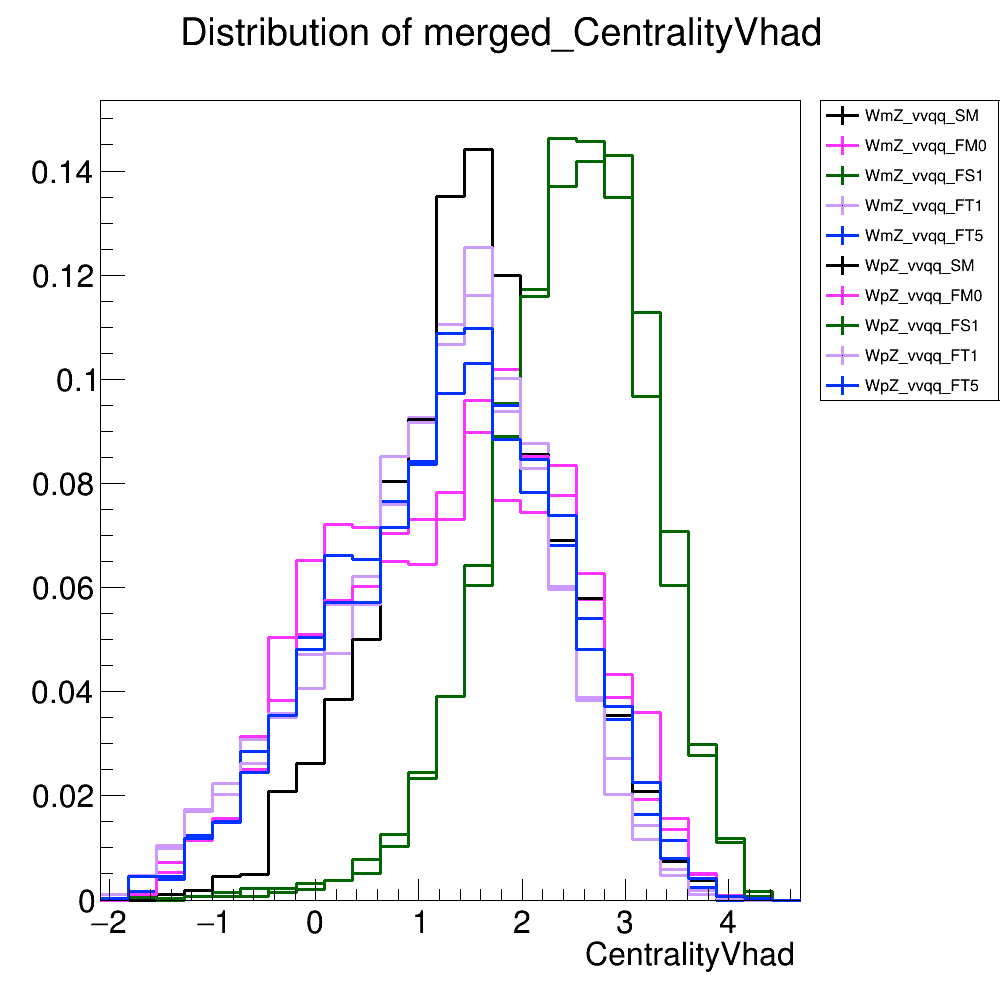 Distribution of merged_CentralityVhad
WmZ_vvqq_SM
WmZ_vvqq_FM0
WmZ_vvqq_FS1
WmZ_vvqq_FT1
WmZ_vvqq_FT5
WpZ_vvqq_SM
WpZ_vvqq_FM0
WpZ_vvqq_FS1
WpZ_vvqq_FT1
WpZ_vvqq_FT5
0.14
0.12
0.1
0.08
0.06
0.04
0.02
0
−2 −1 0 1 2 3 4
CentralityVhad